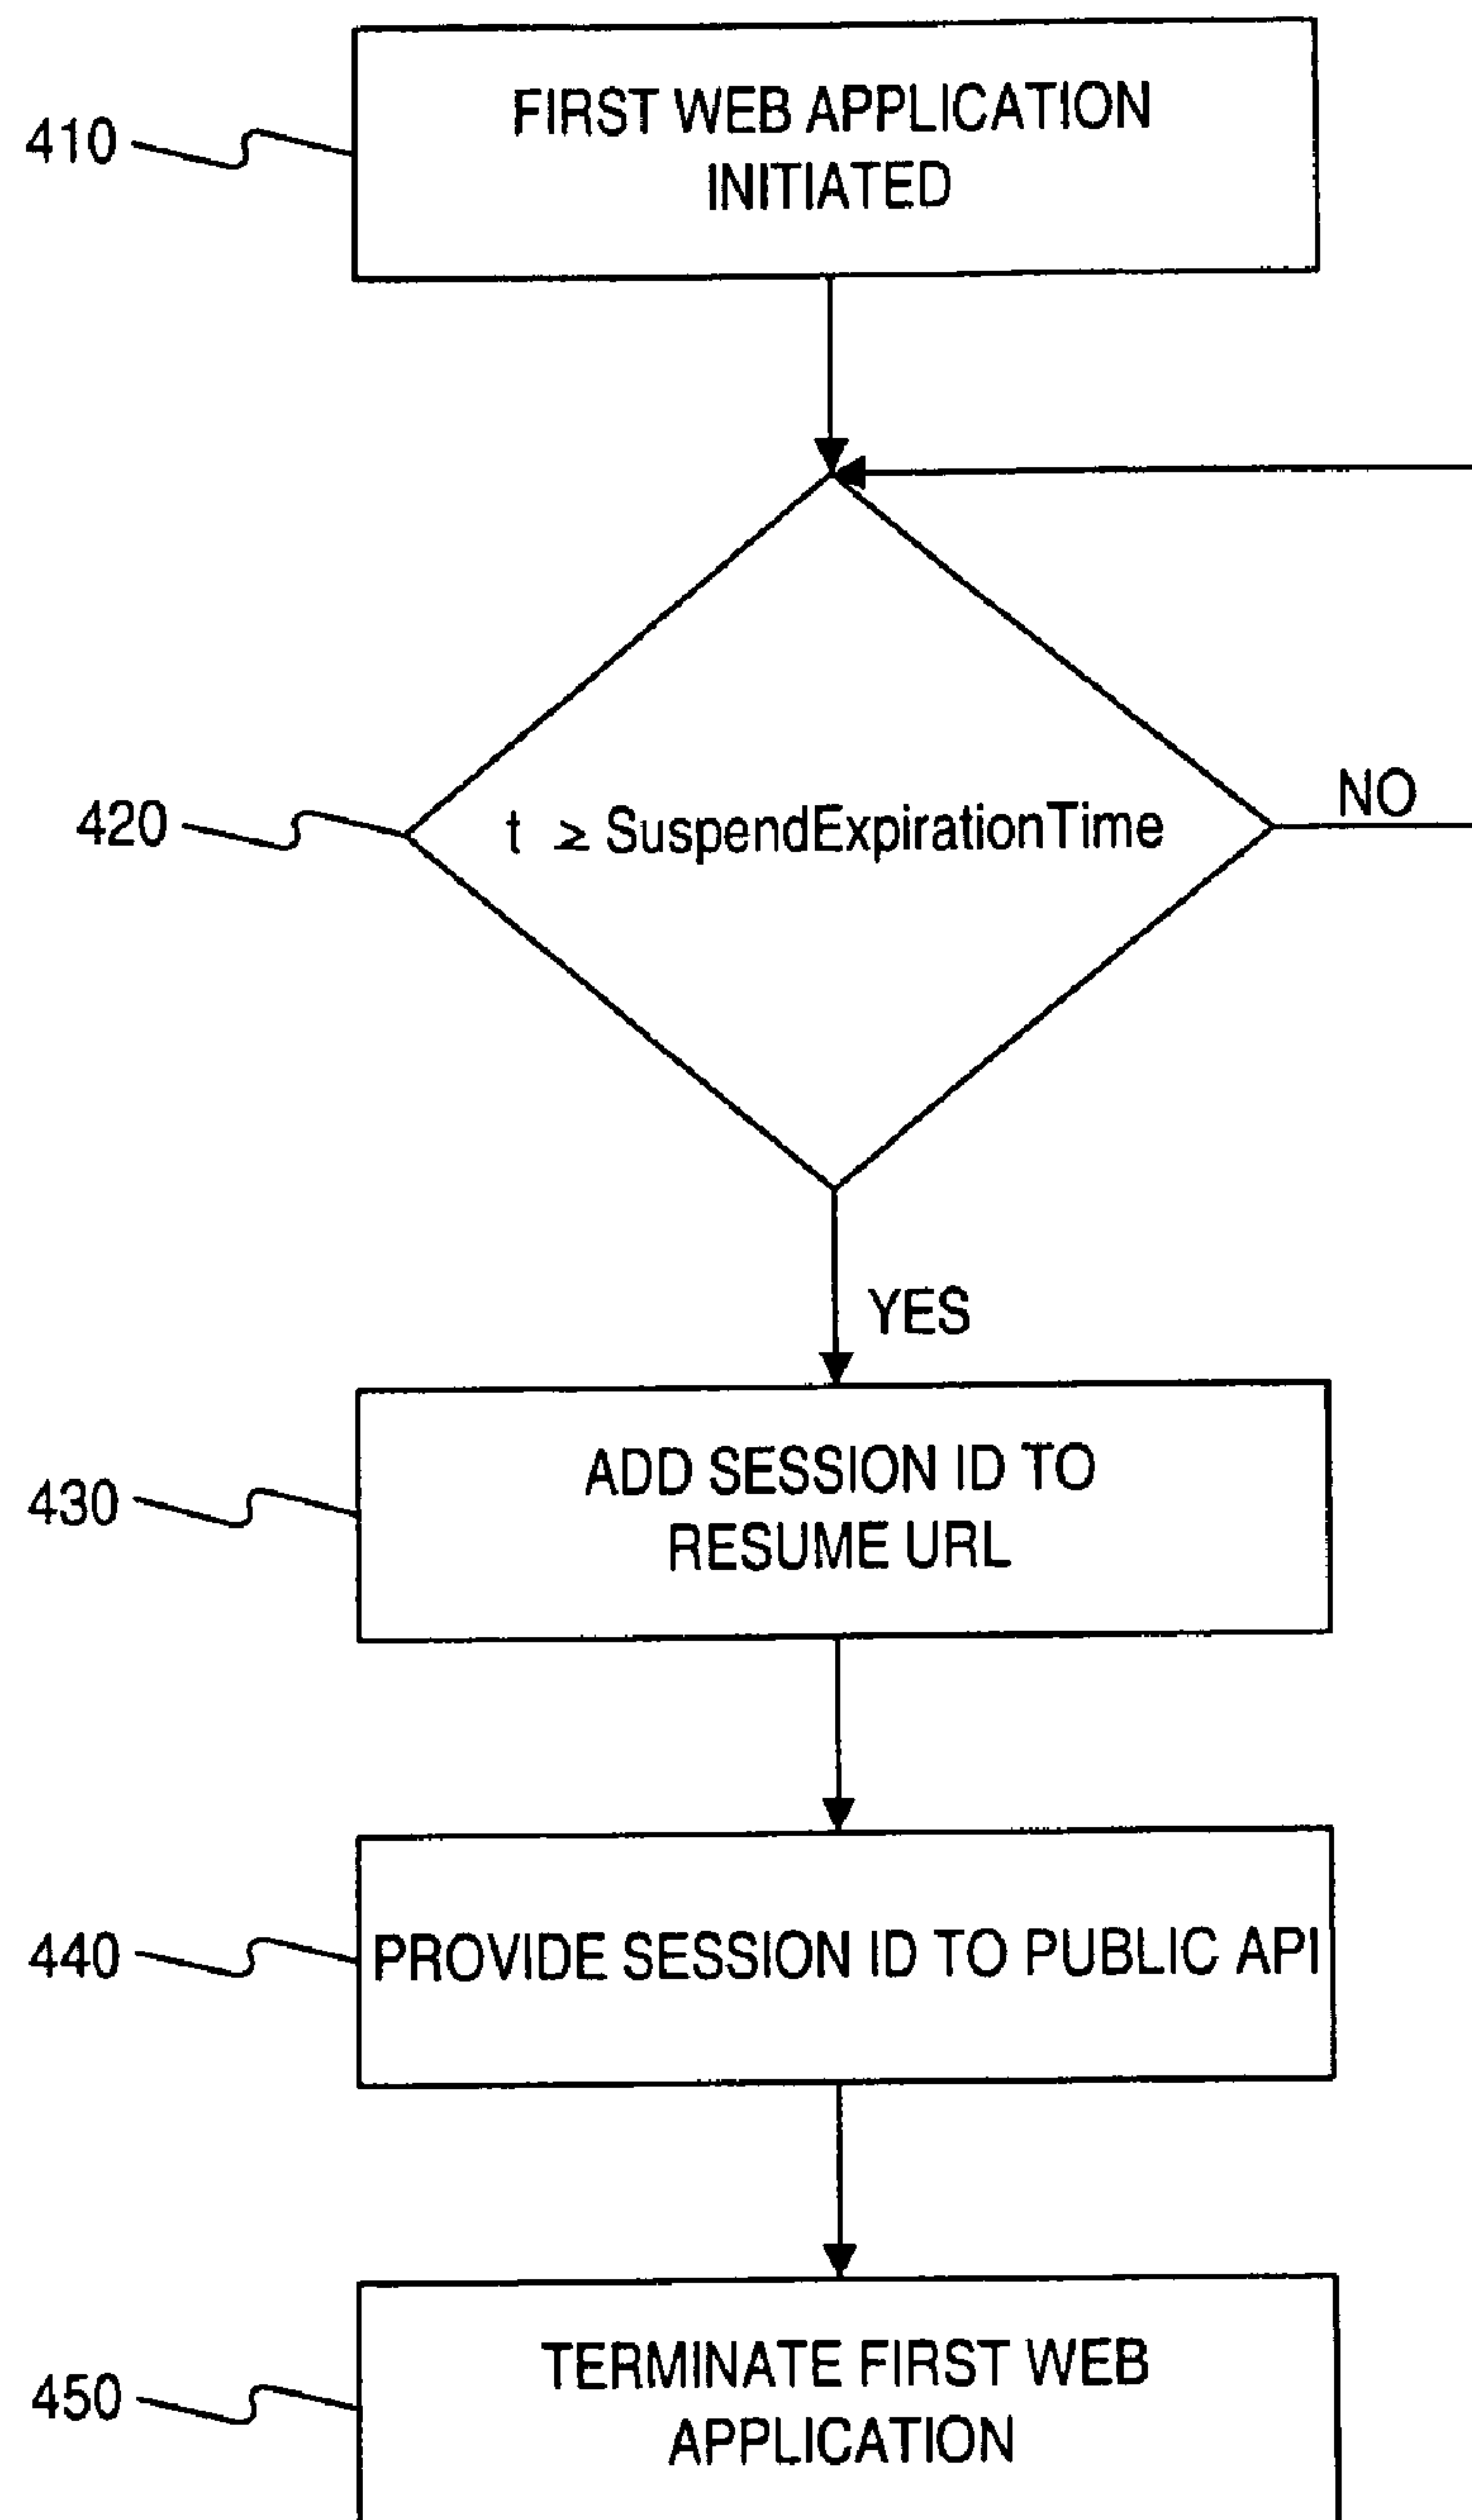 410
FIRST WEB APPLICATION
INITIATED
420
t ≥ SuspendExpirationTime
NO
YES
430
ADD SESSION ID TO
RESUME URL
440
PROVIDE SESSION ID TO PUBLIC API
450
TERMINATE FIRST WEB
APPLICATION